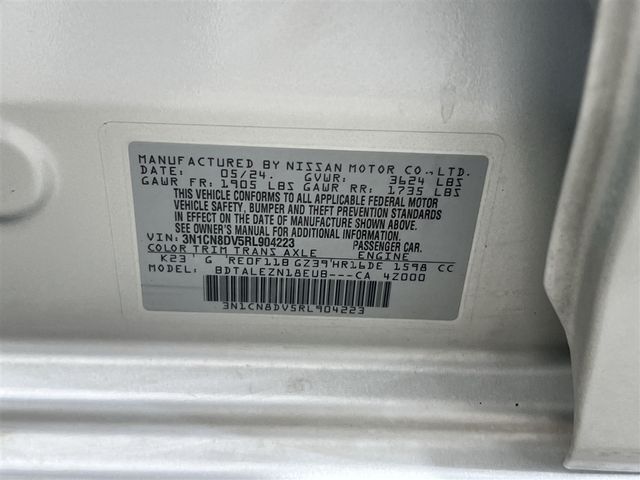 MANUFACTURED BY NISSAN MOTOR CO.,LTD.
DATE: 05/24. GVWR: 3624 LBS
GAWR FR: 1905 LBS GAWR RR: 1735 LBS
THIS VEHICLE CONFORMS TO ALL APPLICABLE FEDERAL MOTOR
VEHICLE SAFETY, BUMPER AND THEFT PREVENTION STANDARDS
IN EFFECT ON THE DATE OF MANUFACTURE SHOWN ABOVE.
SEE OWNER'S MANUAL FOR ADDITIONAL INFORMATION
VIN: 3N1CN8DV5RL904223 PASSENGER CAR.
COLOR TRIM TRANS AXLE ENGINE
K23 G RE0F11B GZ39 HR16DE 1598 CC
BDTALEZN18EUB---CA 4Z000
3N1CN8DV5RL904223